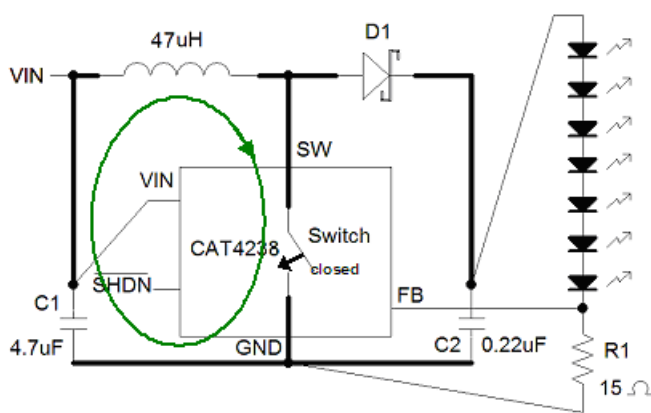 47uH
D1
VIN
SW
VIN
CAT4238
Switch
closed
SHDN
FB
C1
4.7uF
GND
C2
0.22uF
R1
15 Ω